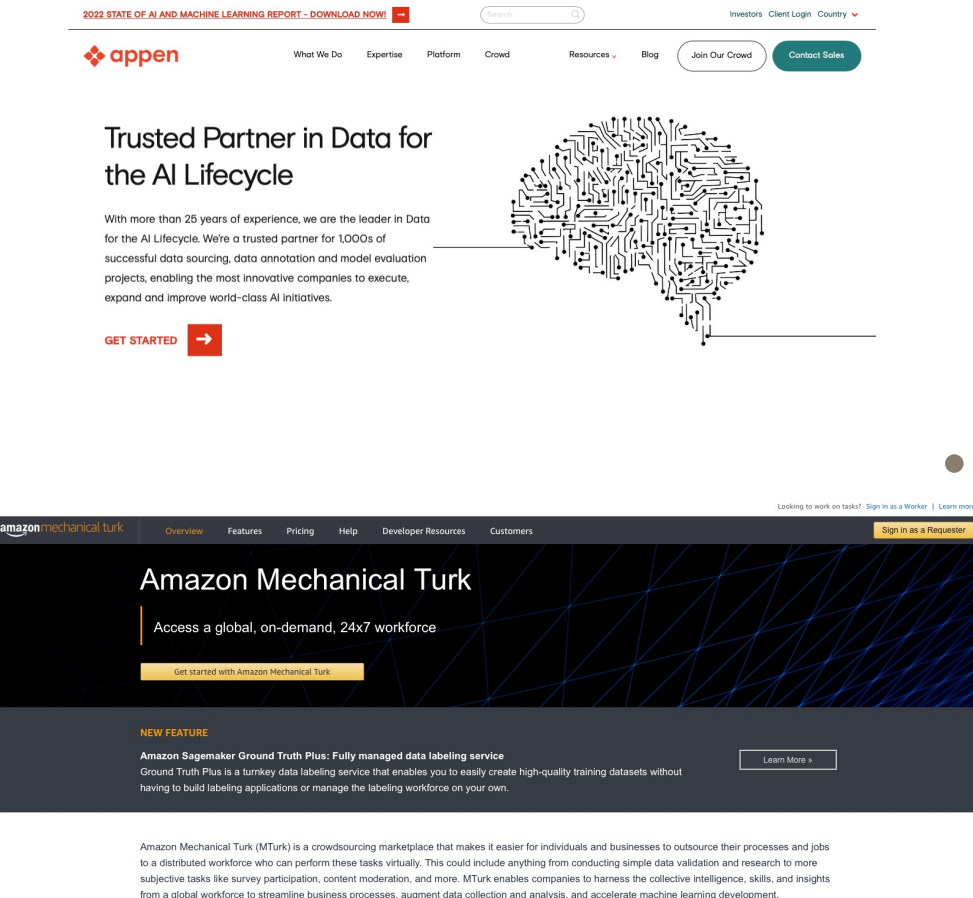 2022 STATE OF AI AND MACHINE LEARNING REPORT - DOWNLOAD NOW!
Search
Investors Client Login Country
appen
What We Do Expertise Platform Crowd Resources Blog Join Our Crowd Contact Sales
Trusted Partner in Data for
the AI Lifecycle
With more than 25 years of experience, we are the leader in Data
for the AI Lifecycle. We're a trusted partner for 1,000s of
successful data sourcing, data annotation and model evaluation
projects, enabling the most innovative companies to execute,
expand and improve world-class AI initiatives.
GET STARTED
Looking to work on tasks? Sign in as a Worker | Learn more
amazon mechanical turk
Overview Features Pricing Help Developer Resources Customers
Sign in as a Requester
Amazon Mechanical Turk
Access a global, on-demand, 24x7 workforce
Get started with Amazon Mechanical Turk
NEW FEATURE
Amazon Sagemaker Ground Truth Plus: Fully managed data labeling service
Ground Truth Plus is a turnkey data labeling service that enables you to easily create high-quality training datasets without
having to build labeling applications or manage the labeling workforce on your own.
Learn More »
Amazon Mechanical Turk (MTurk) is a crowdsourcing marketplace that makes it easier for individuals and businesses to outsource their processes and jobs
to a distributed workforce who can perform these tasks virtually. This could include anything from conducting simple data validation and research to more
subjective tasks like survey participation, content moderation, and more. MTurk enables companies to harness the collective intelligence, skills, and insights
from a global workforce to streamline business processes, augment data collection and analysis, and accelerate machine learning development.